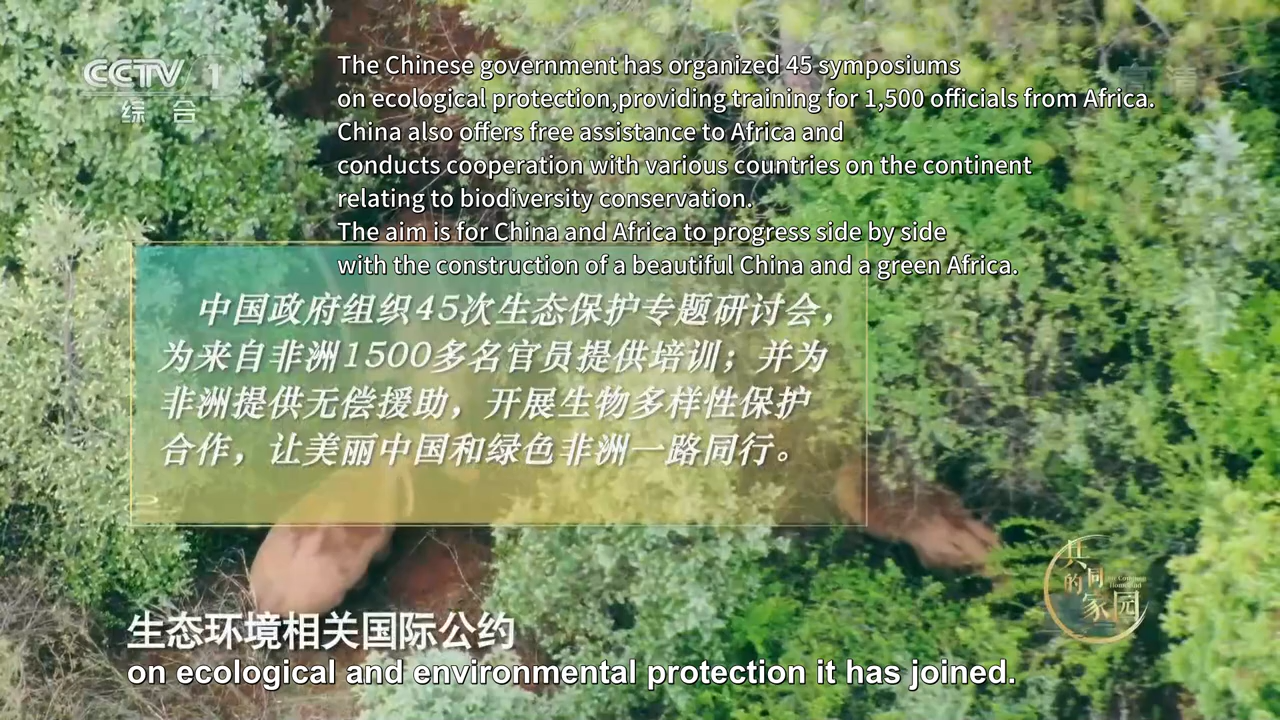 CCTV 1
综合
高清
The Chinese government has organized 45 symposiums
on ecological protection,providing training for 1,500 officials from Africa.
China also offers free assistance to Africa and
conducts cooperation with various countries on the continent
relating to biodiversity conservation.
The aim is for China and Africa to progress side by side
with the construction of a beautiful China and a green Africa.
中国政府组织45次生态保护专题研讨会，
为来自非洲1500多名官员提供培训；并为
非洲提供无偿援助，开展生物多样性保护
合作，让美丽中国和绿色非洲一路同行。
共同的家园
生态环境相关国际公约
on ecological and environmental protection it has joined.